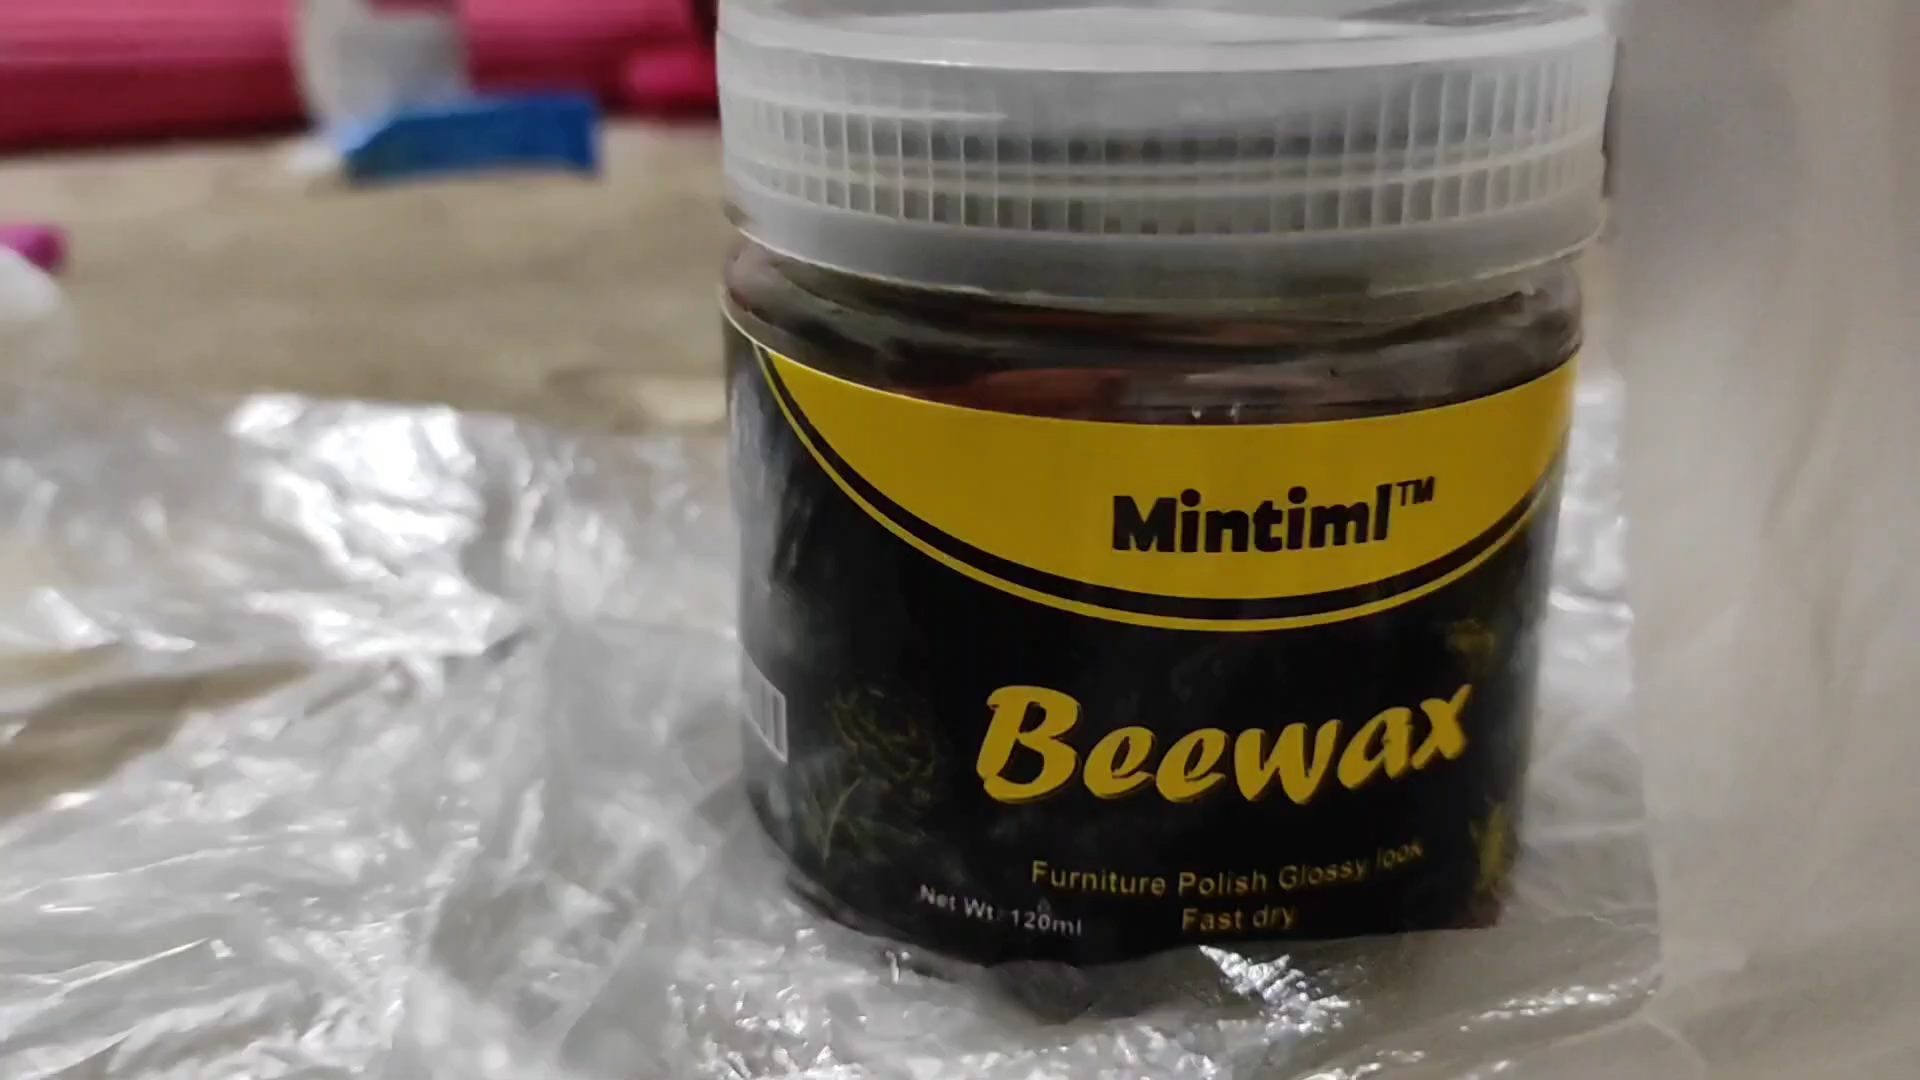 Mintiml™
Beewax
Furniture Polish Glossy look
Fast dry
Net Wt: 120ml